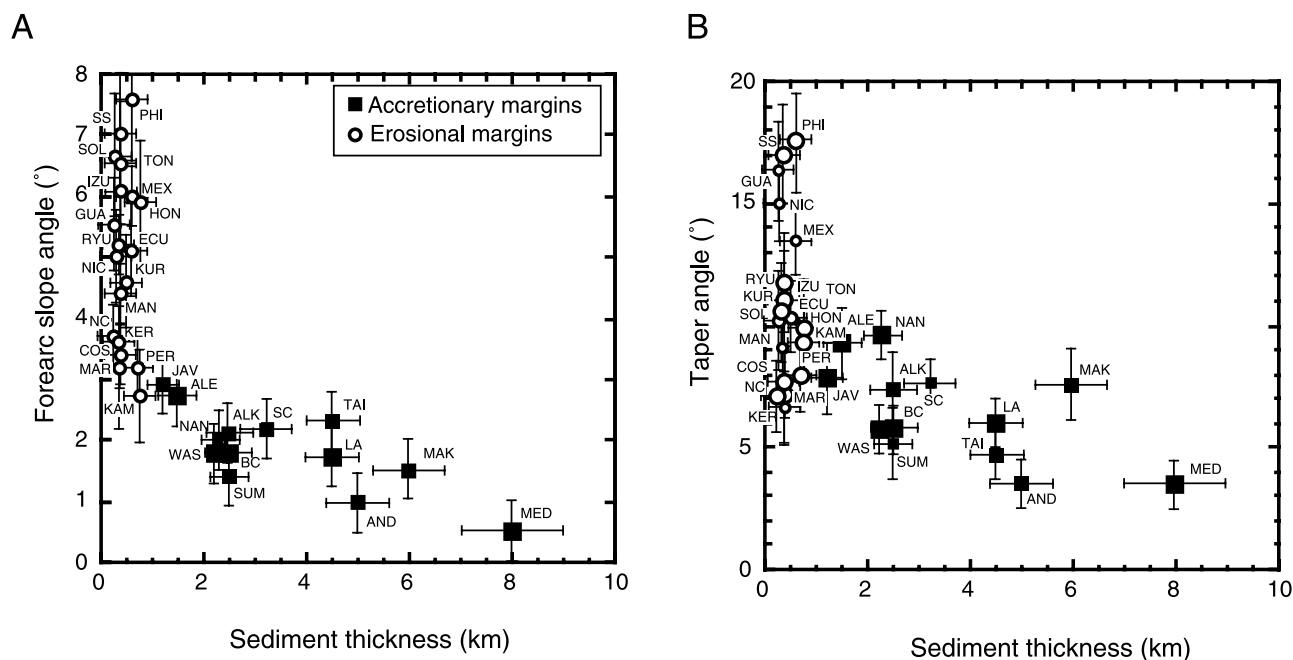 A
8
7
6
5
4
3
2
1
0
0
2
4
6
8
10
Forearc slope angle (˚)
Sediment thickness (km)
Accretionary margins
Erosional margins
PHI
SS
SOL
TON
IZU
MEX
HON
GUA
RYU
ECU
NIC
KUR
MAN
NC
KER
COS
PER
MAR
JAV
KAM
ALE
NAN
ALK
SC
TAI
WAS
BC
LA
MAK
SUM
AND
MED
B
20
15
10
5
0
0
2
4
6
8
10
Taper angle (˚)
Sediment thickness (km)
PHI
SS
GUA
NIC
MEX
RYU
IZU
TON
KUR
ECU
SOL
HON
ALE
NAN
MAN
KAM
COS
PER
ALK
MAK
NC
MAR
JAV
SC
KER
BC
LA
WAS
SUM
TAI
AND
MED